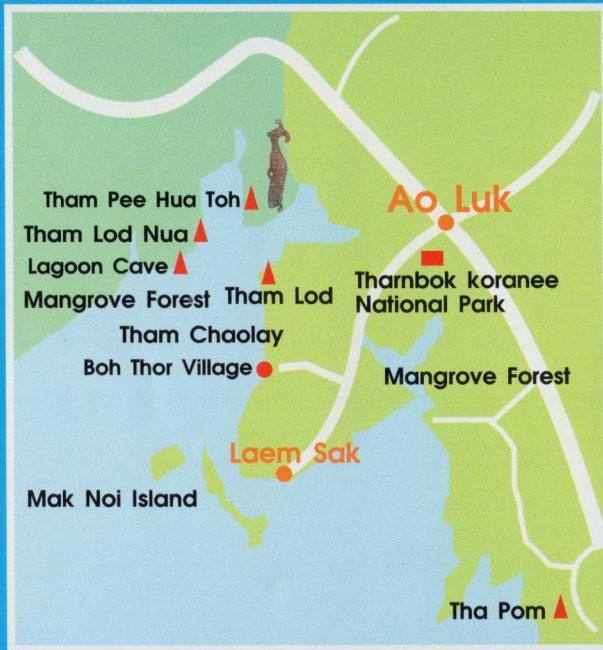 Tham Pee Hua Toh
Ao Luk
Tham Lod Nua
Lagoon Cave
Tharnbok koranee
National Park
Mangrove Forest
Tham Lod
Tham Chaolay
Boh Thor Village
Mangrove Forest
Laem Sak
Mak Noi Island
Tha Pom